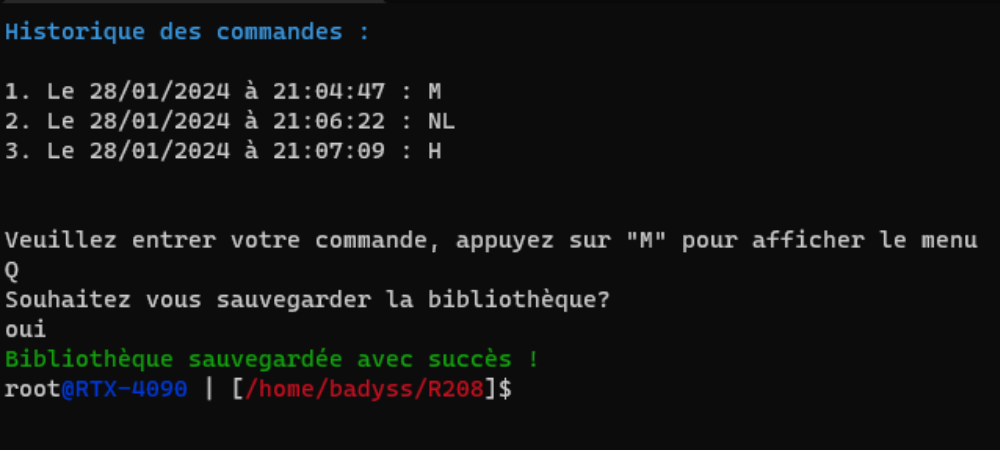 Historique des commandes :
1. Le 28/01/2024 à 21:04:47 : M
2. Le 28/01/2024 à 21:06:22 : NL
3. Le 28/01/2024 à 21:07:09 : H
Veuillez entrer votre commande, appuyez sur "M" pour afficher le menu
Q
Souhaitez vous sauvegarder la bibliothèque?
oui
Bibliothèque sauvegardée avec succès !
root@RTX-4090 | [/home/badyss/R208]$